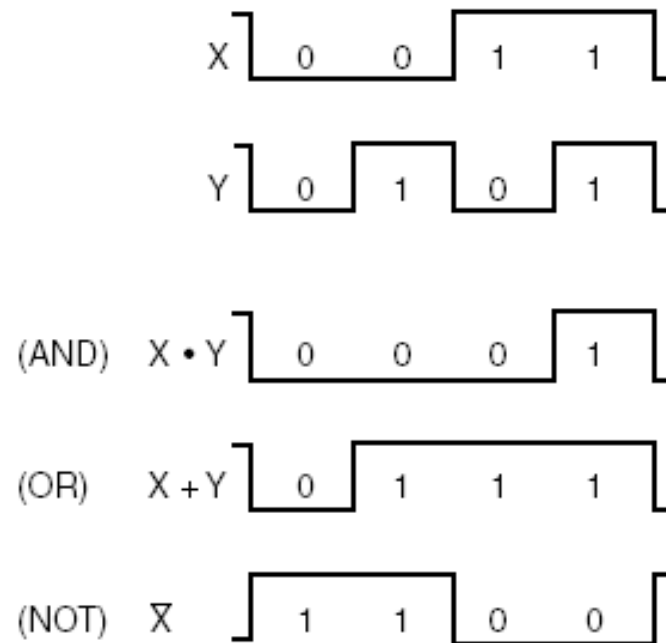 X 0 0 1 1
Y 0 1 0 1
(AND) X • Y 0 0 0 1
(OR) X + Y 0 1 1 1
(NOT) X̅ 1 1 0 0